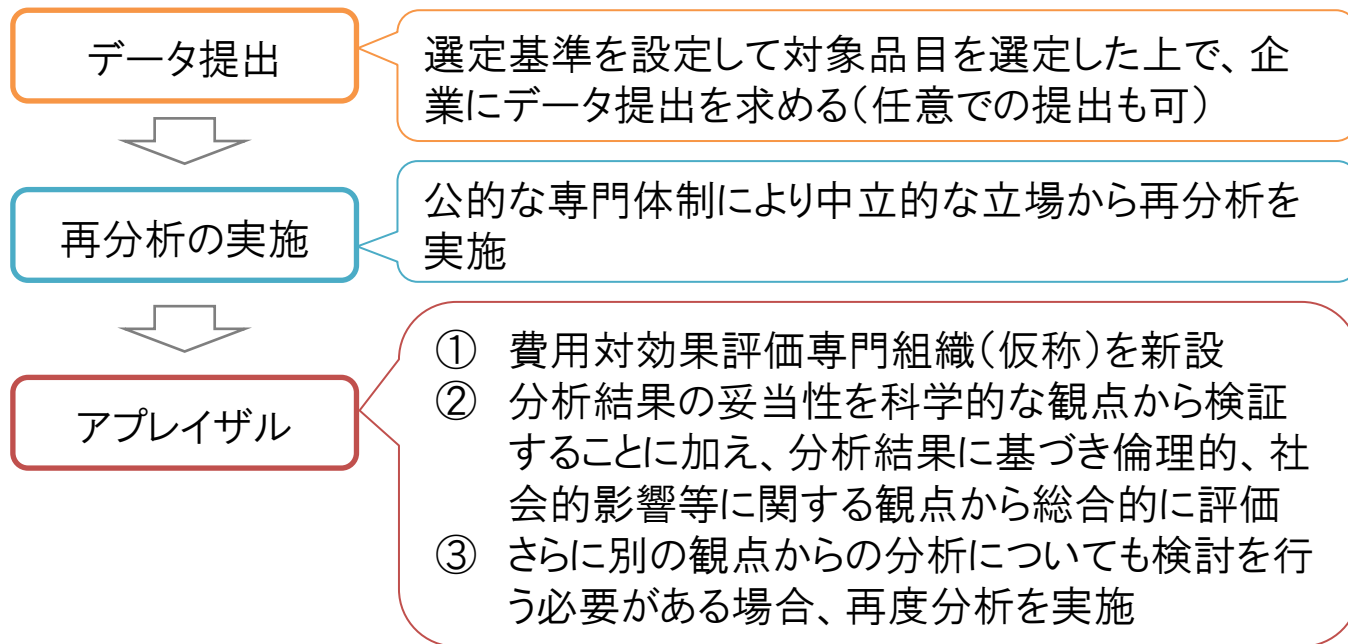 データ提出
選定基準を設定して対象品目を選定した上で、企
業にデータ提出を求める（任意での提出も可）
再分析の実施
公的な専門体制により中立的な立場から再分析を
実施
アプレイザル
① 費用対効果評価専門組織（仮称）を新設
② 分析結果の妥当性を科学的な観点から検証
することに加え、分析結果に基づき倫理的、社
会的影響等に関する観点から総合的に評価
③ さらに別の観点からの分析についても検討を行
う必要がある場合、再度分析を実施